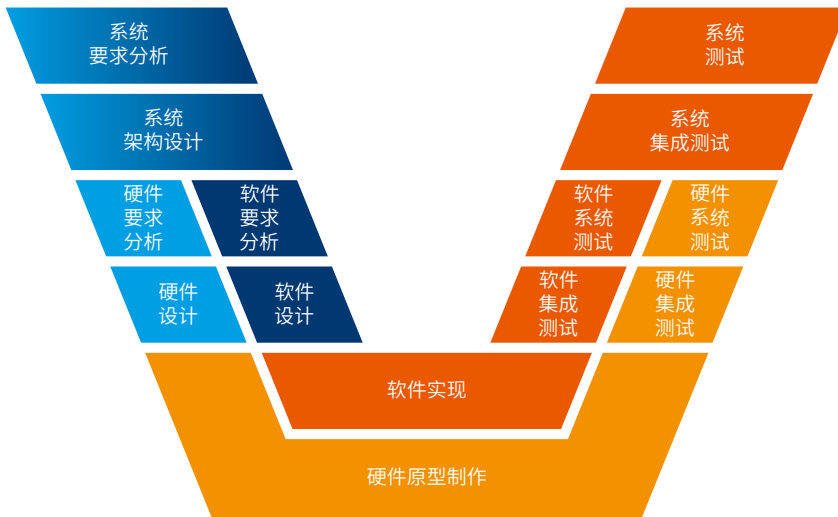 系统
要求分析
系统
测试
系统
架构设计
系统
集成测试
硬件
要求
分析
软件
要求
分析
软件
系统
测试
硬件
系统
测试
硬件
设计
软件
设计
软件
集成
测试
硬件
集成
测试
软件实现
硬件原型制作